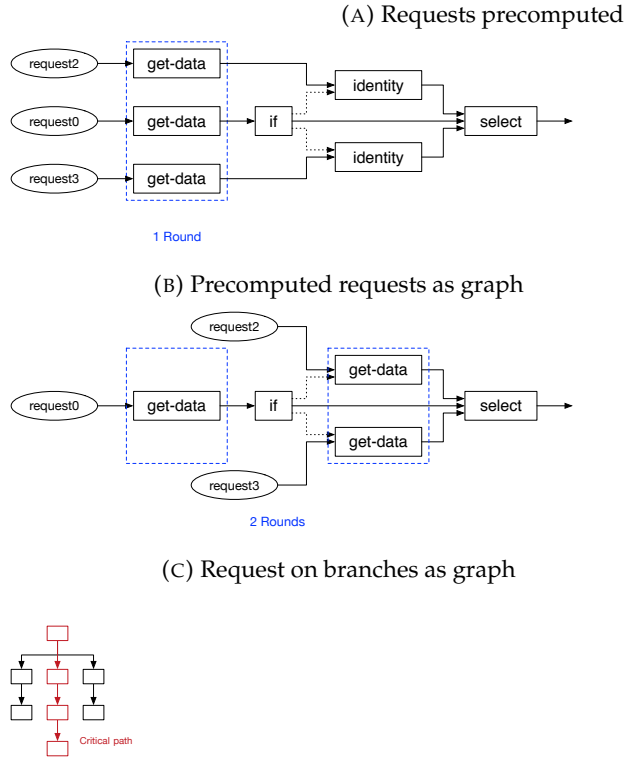 (A) Requests precomputed
request2
get-data
identity
request0
get-data
if
select
request3
get-data
identity
1 Round
(B) Precomputed requests as graph
request2
get-data
request0
get-data
if
select
get-data
request3
2 Rounds
(C) Request on branches as graph
Critical path